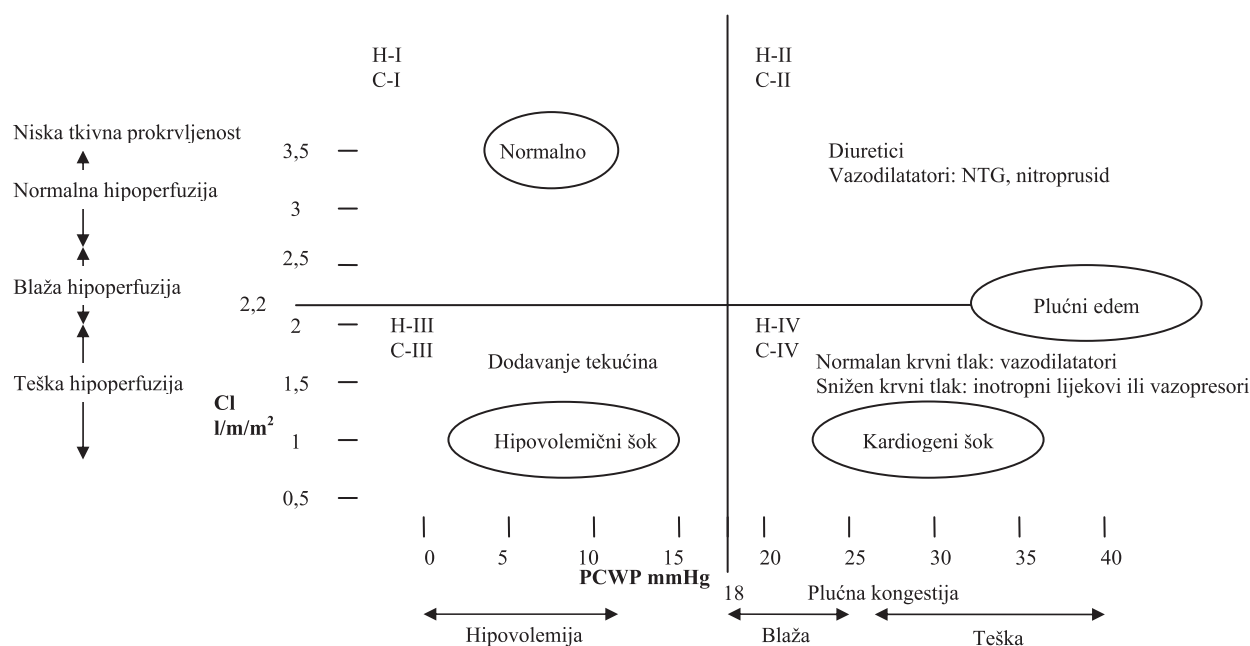 H-I
C-I
H-II
C-II
Niska tkivna prokrvljenost
Normalna hipoperfuzija
Blaža hipoperfuzija
Teška hipoperfuzija
3,5
3
2,5
2,2
2
1,5
1
0,5
CI
l/m/m²
Normalno
Diuretici
Vazodilatatori: NTG, nitroprusid
Plućni edem
H-III
C-III
Dodavanje tekućina
Hipovolemični šok
H-IV
C-IV
Normalan krvni tlak: vazodilatatori
Snižen krvni tlak: inotropni lijekovi ili vazopresori
Kardiogeni šok
0 5 10 15 20 25 30 35 40
PCWP mmHg
18
Plućna kongestija
Hipovolemija
Blaža
Teška